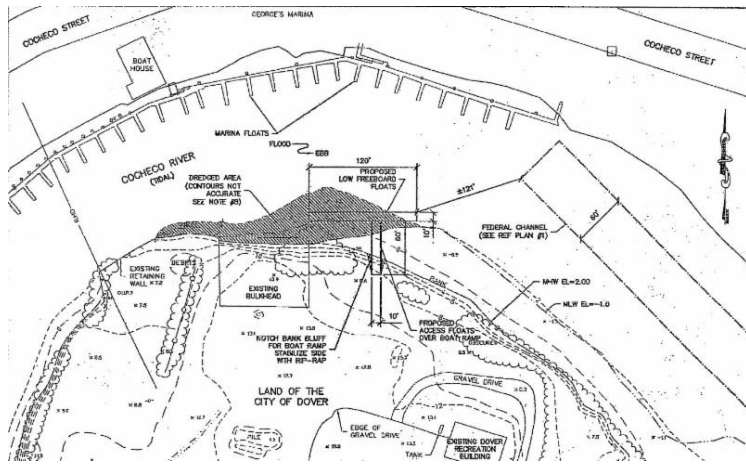 GEORGE'S MARINA
COCHECO STREET
COCHECO STREET
BOAT
HOUSE
MARINA FLOATS
FLOOD
EBB
120'
COCHECO RIVER
(TIDAL)
DREDGED AREA
(CONTOURS NOT
ACCURATE
SEE NOTE #8)
PROPOSED
LOW FREEBOARD
FLOATS
±121'
60'
FEDERAL CHANNEL
(SEE REF PLAN #1)
10'
60'
EXISTING
RETAINING
WALL
DEBRIS
EXISTING
BULKHEAD
BANK
MHW EL=2.00
MLW EL=-1.0
10'
NOTCH BANK BLUFF
FOR BOAT RAMP
STABILIZE SIDE
WITH RIP-RAP
PROPOSED
ACCESS FLOATS
OVER BOAT RAMP
OBSCURED
LAND OF THE
CITY OF DOVER
GRAVEL DRIVE
EDGE OF
GRAVEL DRIVE
PILE
TANK
EXISTING DOVER
RECREATION
BUILDING